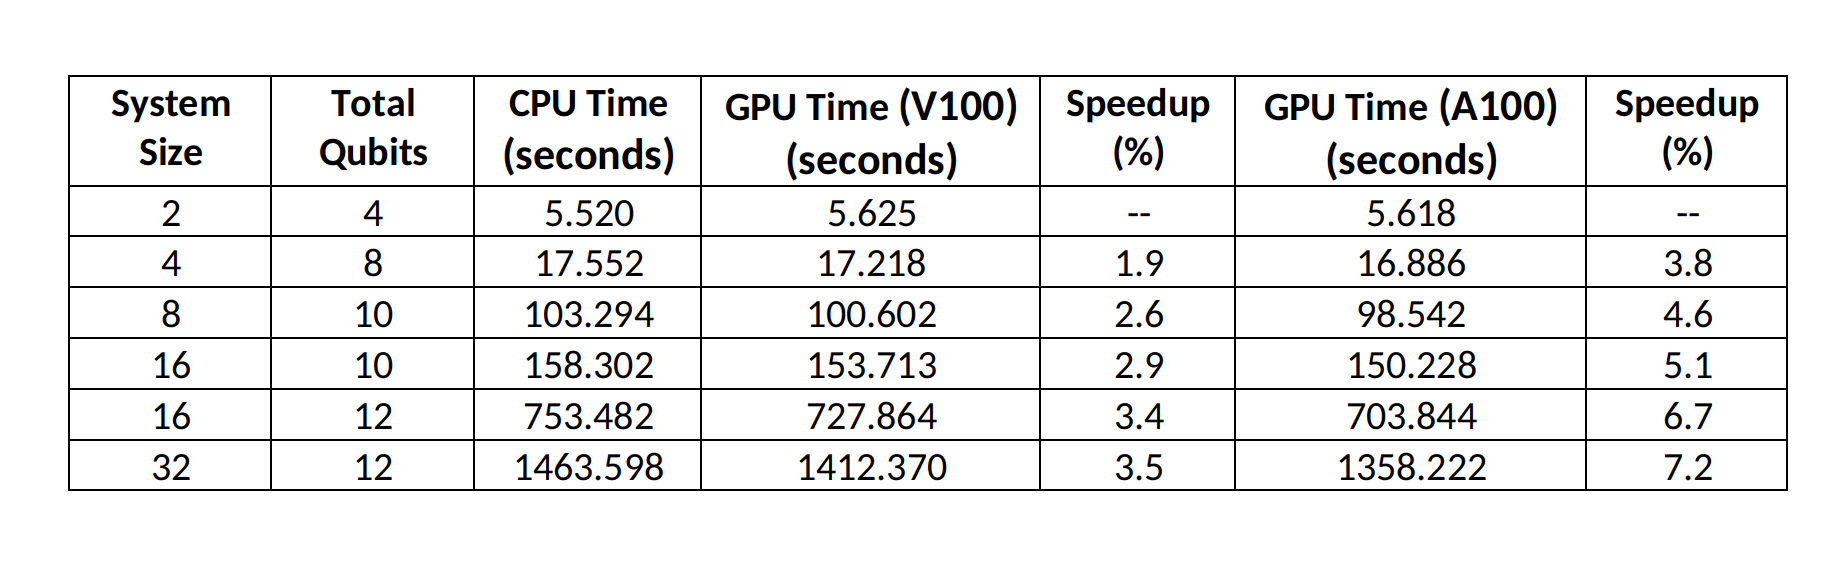 System Size | Total Qubits | CPU Time (seconds) | GPU Time (V100) (seconds) | Speedup (%) | GPU Time (A100) (seconds) | Speedup (%)
2 | 4 | 5.520 | 5.625 | -- | 5.618 | --
4 | 8 | 17.552 | 17.218 | 1.9 | 16.886 | 3.8
8 | 10 | 103.294 | 100.602 | 2.6 | 98.542 | 4.6
16 | 10 | 158.302 | 153.713 | 2.9 | 150.228 | 5.1
16 | 12 | 753.482 | 727.864 | 3.4 | 703.844 | 6.7
32 | 12 | 1463.598 | 1412.370 | 3.5 | 1358.222 | 7.2